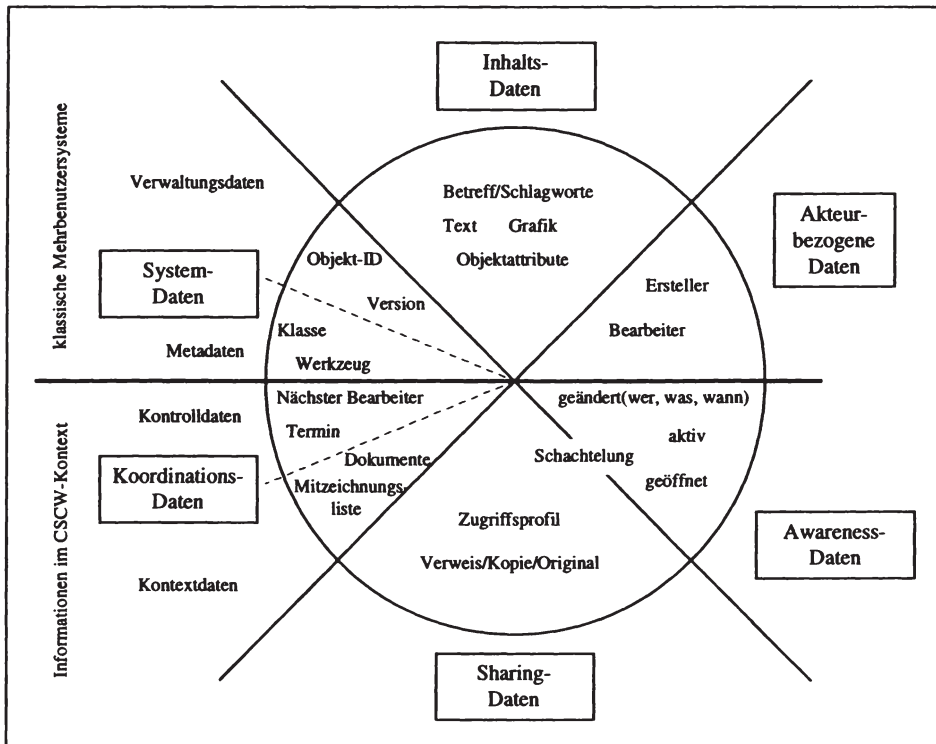 Inhalts-
Daten
klassische Mehrbenutzersysteme
Verwaltungsdaten
Betreff/Schlagworte
Text Grafik
Objektattribute
Akteur-
bezogene
Daten
System-
Daten
Objekt-ID
Version
Ersteller
Bearbeiter
Klasse
Werkzeug
Metadaten
Informationen im CSCW-Kontext
Kontrolldaten
Nächster Bearbeiter
Termin
Dokumente
Mitzeichnungs-
liste
Koordinations-
Daten
Kontextdaten
geändert(wer, was, wann)
aktiv
Schachtelung
geöffnet
Zugriffsprofil
Verweis/Kopie/Original
Awareness-
Daten
Sharing-
Daten